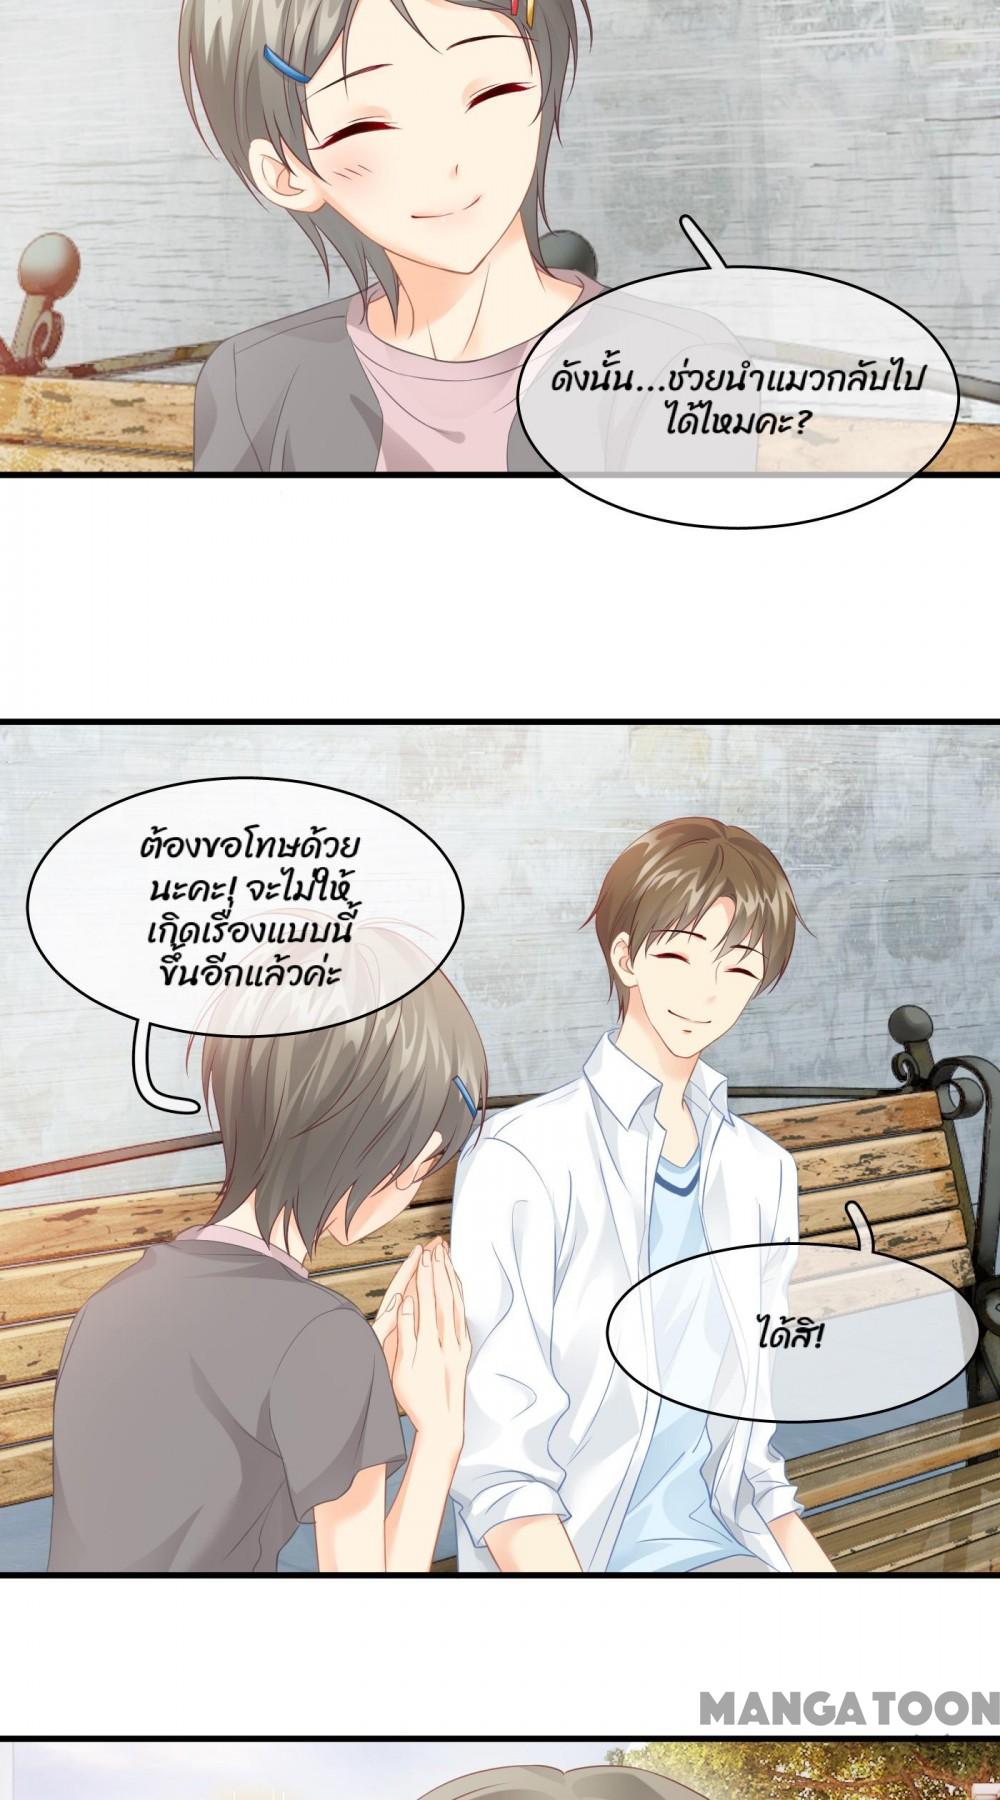 ดังนั้น...ช่วยนำแมวกลับไป
ได้ไหมคะ?
ต้องขอโทษด้วย
นะคะ! จะไม่ให้
เกิดเรื่องแบบนี้
ขึ้นอีกแล้วค่ะ
ได้สิ!
MANGATOON